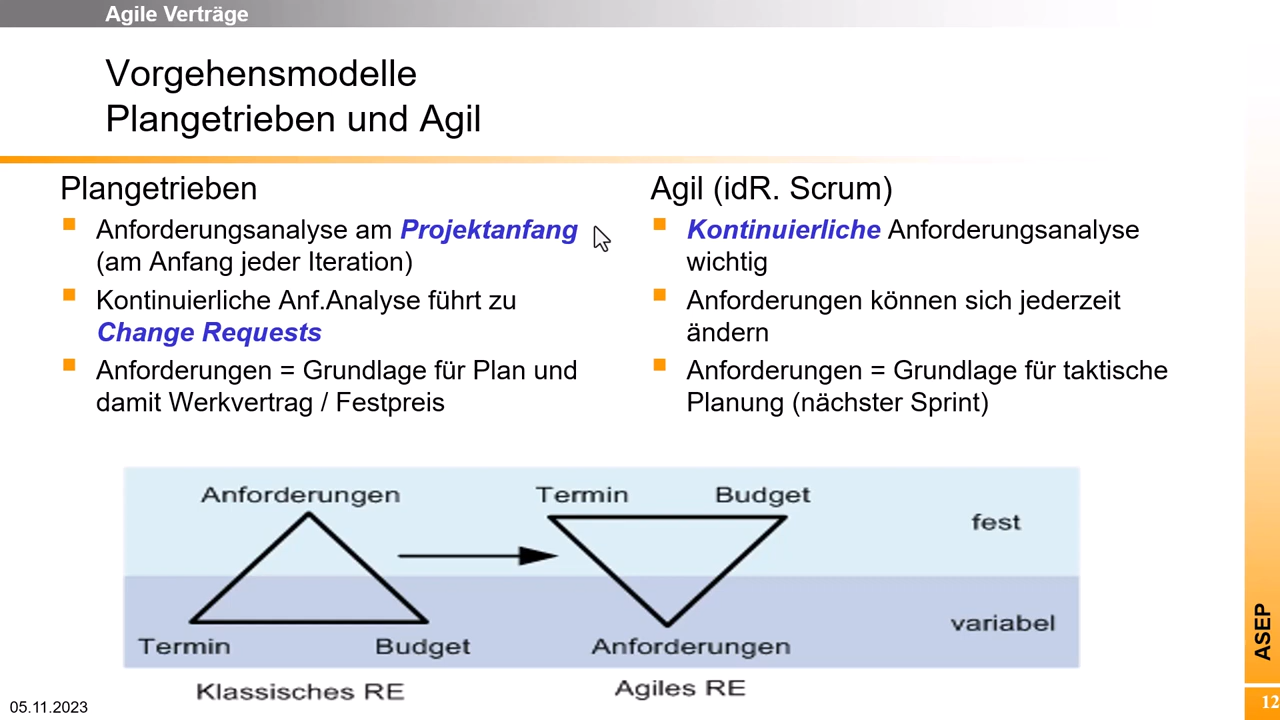 Agile Verträge
Vorgehensmodelle
Plangetrieben und Agil
Plangetrieben
Anforderungsanalyse am Projektanfang
(am Anfang jeder Iteration)
Kontinuierliche Anf.Analyse führt zu
Change Requests
Anforderungen = Grundlage für Plan und
damit Werkvertrag / Festpreis
Agil (idR. Scrum)
Kontinuierliche Anforderungsanalyse
wichtig
Anforderungen können sich jederzeit
ändern
Anforderungen = Grundlage für taktische
Planung (nächster Sprint)
Anforderungen
Termin
Budget
fest
Termin
Budget
Anforderungen
variabel
Klassisches RE
Agiles RE
05.11.2023
ASEP
12